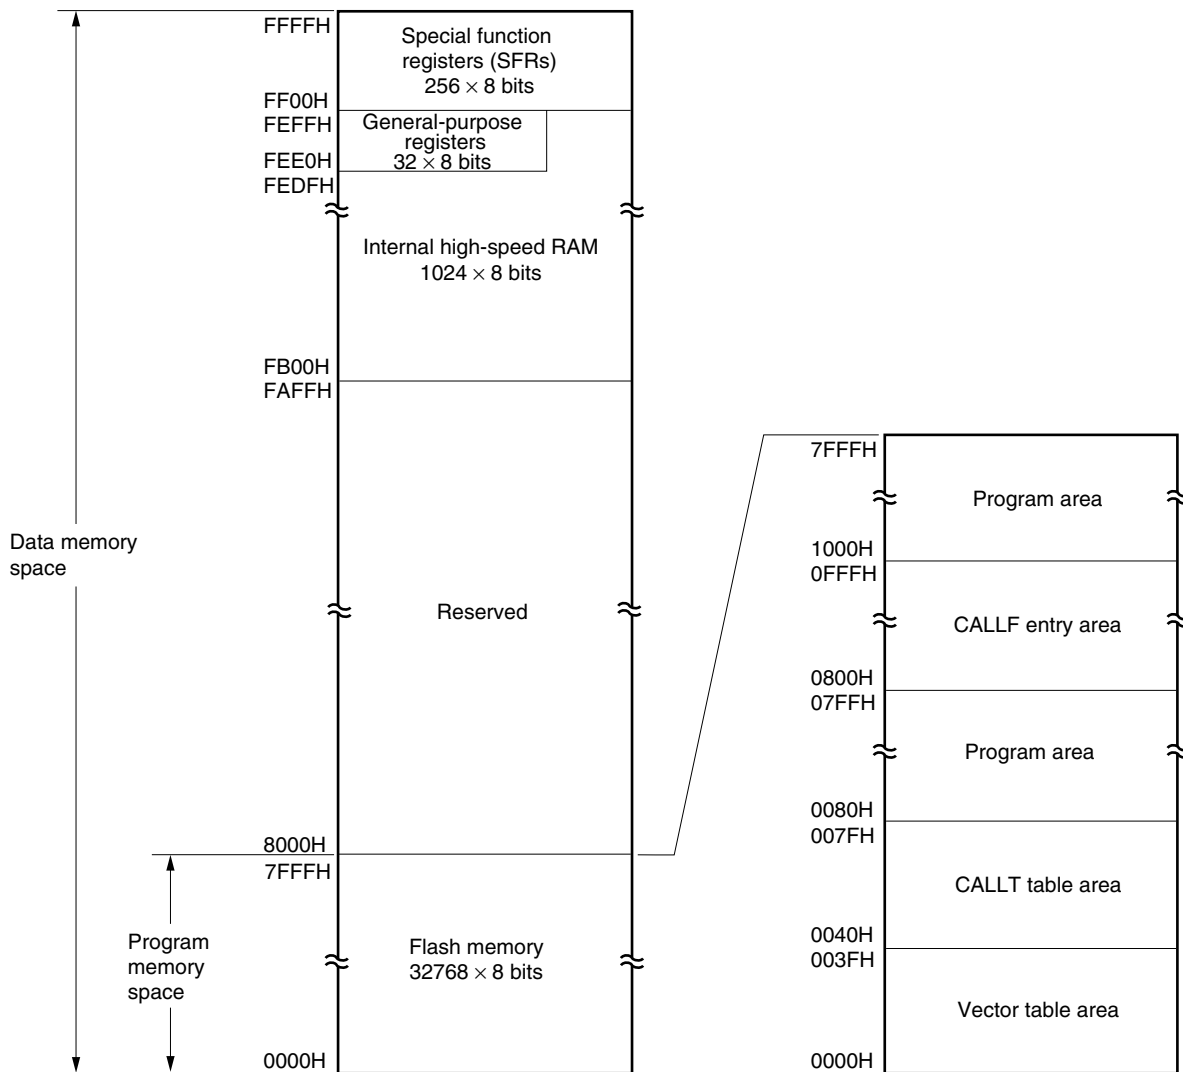 FFFFH
Special function
registers (SFRs)
256 × 8 bits
FF00H
FEFFH
General-purpose
registers
32 × 8 bits
FEE0H
FEDFH
Internal high-speed RAM
1024 × 8 bits
FB00H
FAFFH
Data memory
space
Reserved
8000H
7FFFH
Program
memory
space
Flash memory
32768 × 8 bits
0000H
7FFFH
Program area
1000H
0FFFH
CALLF entry area
0800H
07FFH
Program area
0080H
007FH
CALLT table area
0040H
003FH
Vector table area
0000H